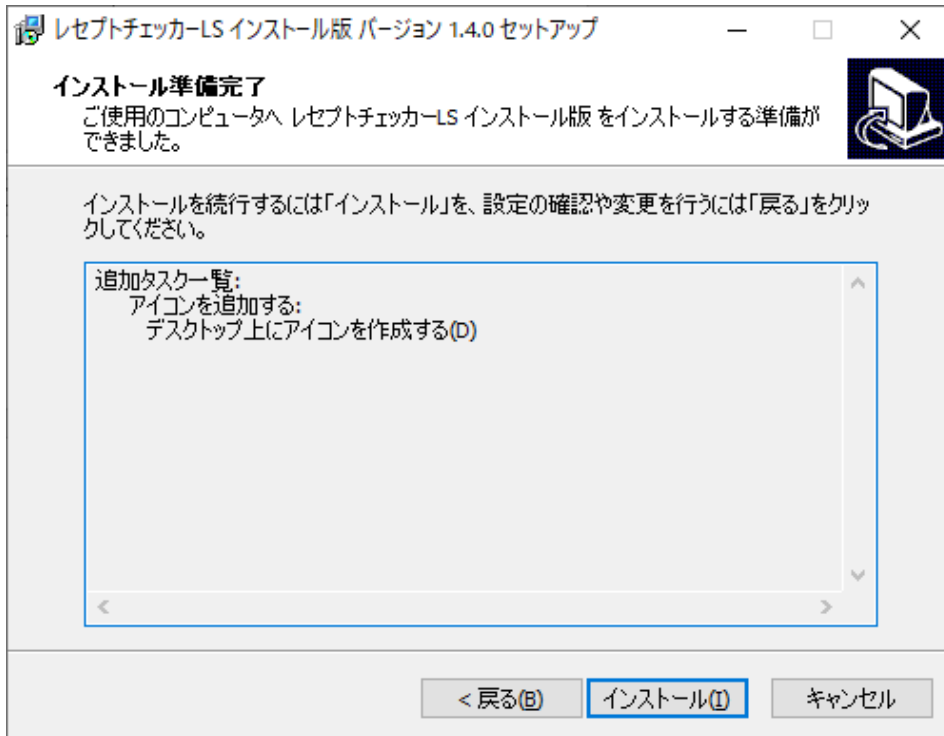 レセプトチェッカーLS インストール版 バージョン 1.4.0 セットアップ
インストール準備完了
ご使用のコンピュータへ レセプトチェッカーLS インストール版 をインストールする準備が
できました。
インストールを続行するには「インストール」を、設定の確認や変更を行うには「戻る」をクリッ
クしてください。
追加タスク一覧:
アイコンを追加する:
デスクトップ上にアイコンを作成する(D)
< 戻る(B)
インストール(I)
キャンセル